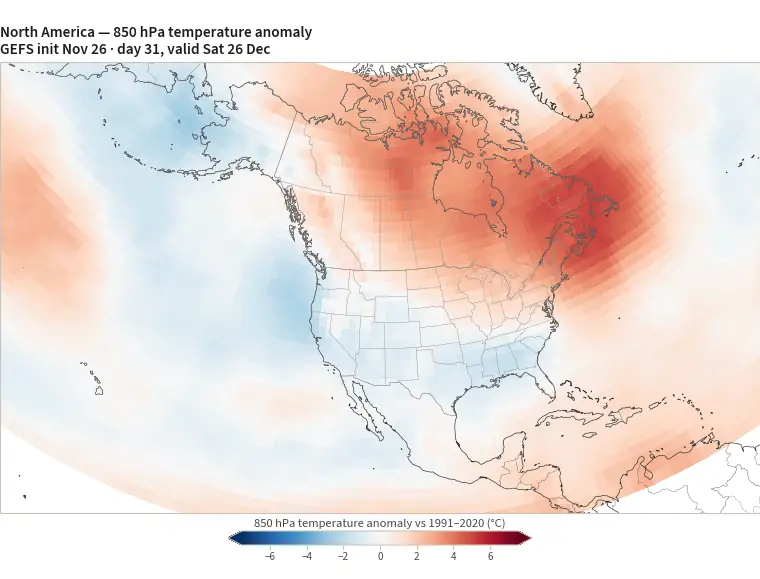 North America — 850 hPa temperature anomaly
GEFS init Nov 26 · day 31, valid Sat 26 Dec
850 hPa temperature anomaly vs 1991–2020 (°C)
−6 −4 −2 0 2 4 6